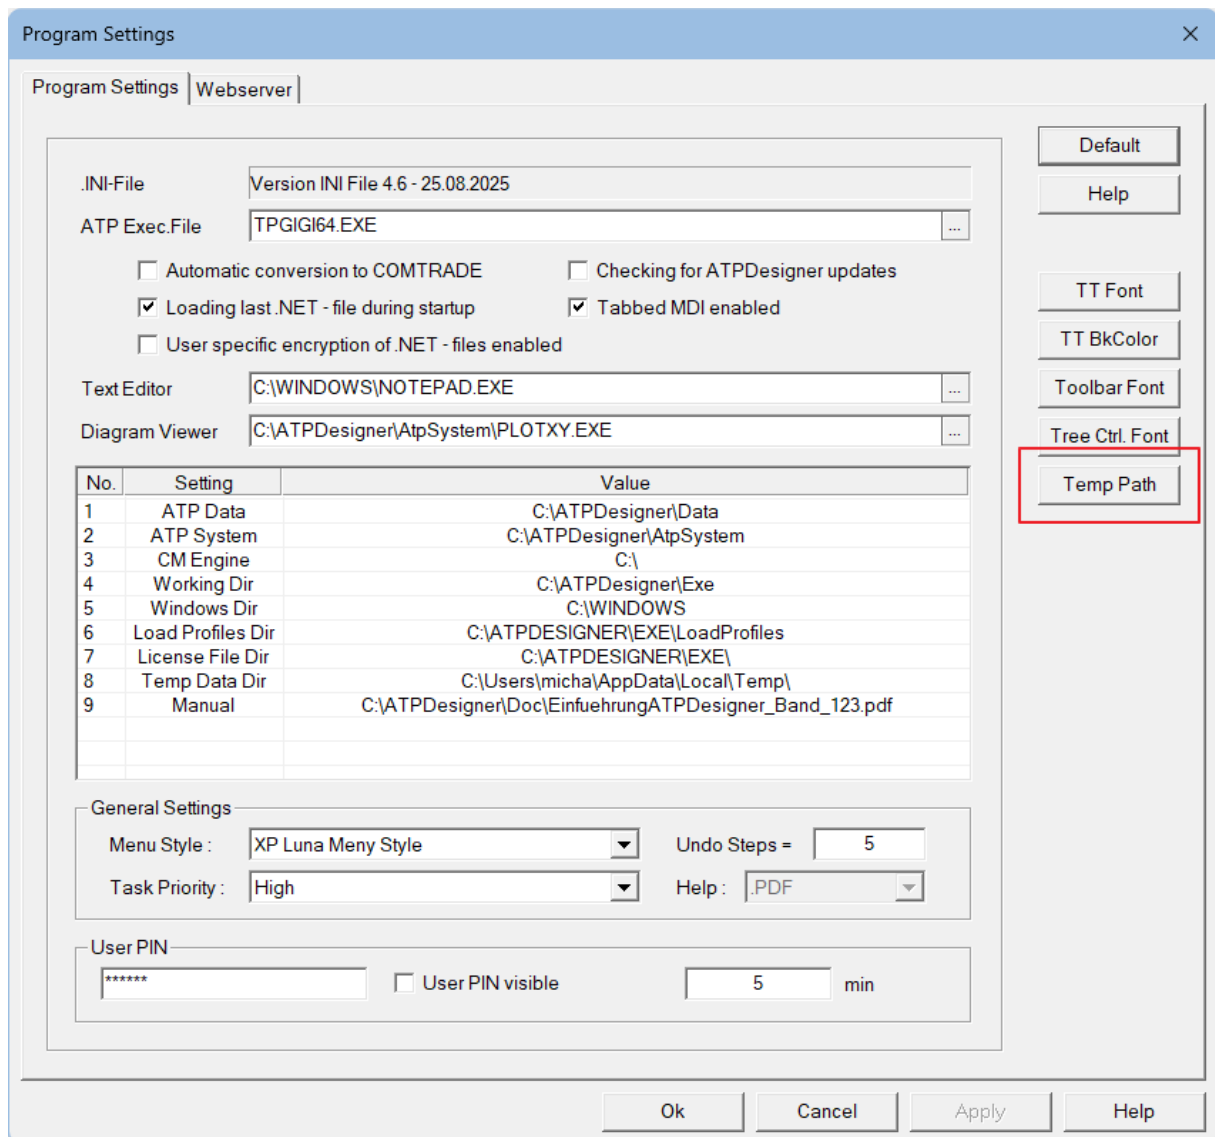 Program Settings
Program Settings Webserver
Default
.INI-File Version INI File 4.6 - 25.08.2025
Help
ATP Exec.File TPGIGI64.EXE ...
Automatic conversion to COMTRADE Checking for ATPDesigner updates
Loading last .NET - file during startup Tabbed MDI enabled
TT Font
User specific encryption of .NET - files enabled
TT BkColor
Text Editor C:\WINDOWS\NOTEPAD.EXE ...
Toolbar Font
Diagram Viewer C:\ATPDesigner\AtpSystem\PLOTXY.EXE ...
Tree Ctrl. Font
No. Setting Value
Temp Path
1 ATP Data C:\ATPDesigner\Data
2 ATP System C:\ATPDesigner\AtpSystem
3 CM Engine C:\
4 Working Dir C:\ATPDesigner\Exe
5 Windows Dir C:\WINDOWS
6 Load Profiles Dir C:\ATPDESIGNER\EXE\LoadProfiles
7 License File Dir C:\ATPDESIGNER\EXE\
8 Temp Data Dir C:\Users\micha\AppData\Local\Temp\
9 Manual C:\ATPDesigner\Doc\EinfuehrungATPDesigner_Band_123.pdf
General Settings
Menu Style : XP Luna Meny Style Undo Steps = 5
Task Priority : High Help : .PDF
User PIN
****** User PIN visible 5 min
Ok Cancel Apply Help